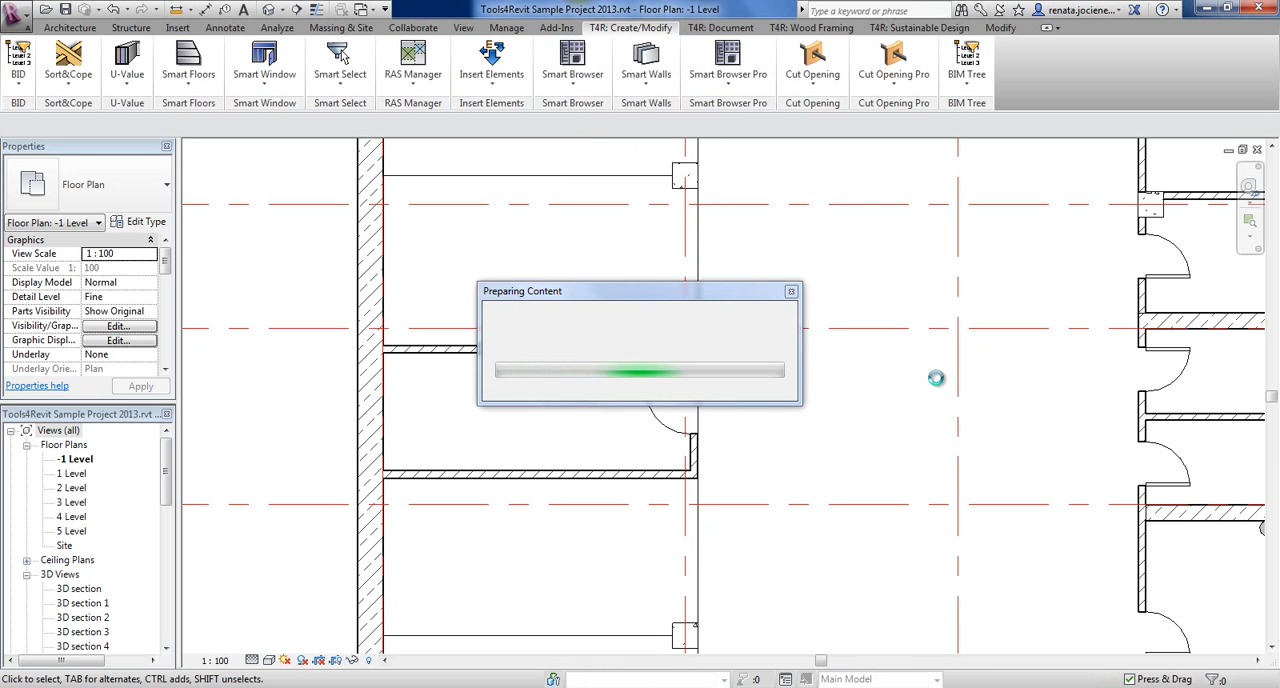 Tools4Revit Sample Project 2013.rvt - Floor Plan: -1 Level
Type a keyword or phrase
renata.jociene...
Architecture Structure Insert Annotate Analyze Massing & Site Collaborate View Manage Add-Ins T4R: Create/Modify T4R: Document T4R: Wood Framing T4R: Sustainable Design Modify
BID Sort&Cope U-Value Smart Floors Smart Window Smart Select RAS Manager Insert Elements Smart Browser Smart Walls Smart Browser Pro Cut Opening Cut Opening Pro BIM Tree
BID Sort&Cope U-Value Smart Floors Smart Window Smart Select RAS Manager Insert Elements Smart Browser Smart Walls Smart Browser Pro Cut Opening Cut Opening Pro BIM Tree
Properties
Floor Plan
Floor Plan: -1 Level Edit Type
Graphics
View Scale 1 : 100
Scale Value 1: 100
Display Model Normal
Detail Level Fine
Parts Visibility Show Original
Visibility/Grap... Edit...
Graphic Displ... Edit...
Underlay None
Underlay Orie... Plan
Properties help Apply
Tools4Revit Sample Project 2013.rvt ...
Views (all)
Floor Plans
-1 Level
1 Level
2 Level
3 Level
4 Level
5 Level
Site
Ceiling Plans
3D Views
3D section
3D section 1
3D section 2
3D section 3
3D section 4
Preparing Content
1 : 100
Click to select, TAB for alternates, CTRL adds, SHIFT unselects.
:0
Main Model
Press & Drag
:0